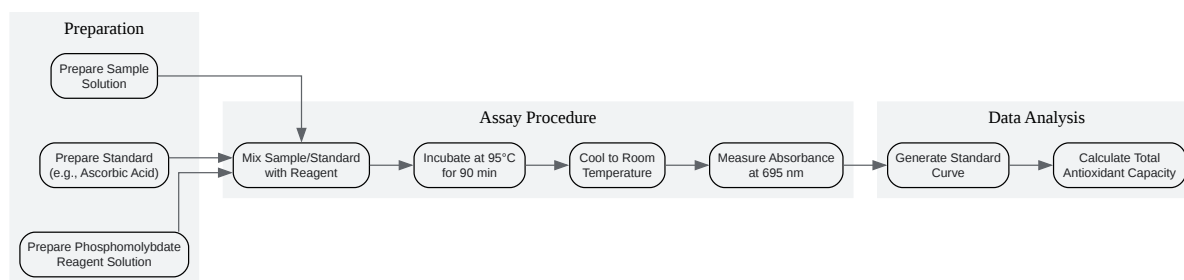 Preparation
Prepare Sample
Solution
Prepare Standard
(e.g., Ascorbic Acid)
Prepare Phosphomolybdate
Reagent Solution
Assay Procedure
Mix Sample/Standard
with Reagent
Incubate at 95°C
for 90 min
Cool to Room
Temperature
Measure Absorbance
at 695 nm
Data Analysis
Generate Standard
Curve
Calculate Total
Antioxidant Capacity